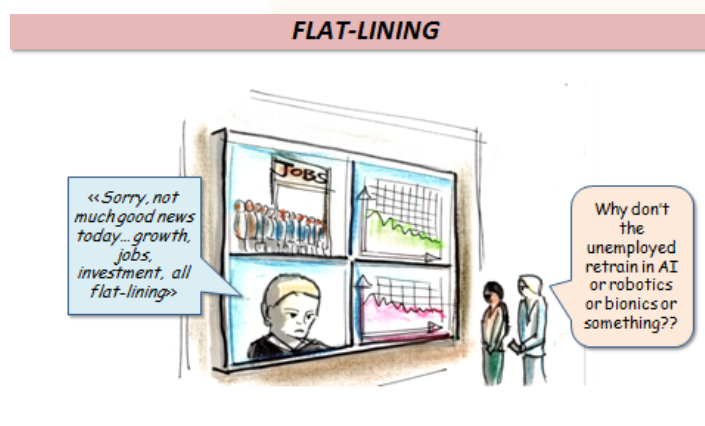 FLAT-LINING
JOBS
«Sorry, not
much good news
today... growth,
jobs,
investment, all
flat-lining»
Why don't
the
unemployed
retrain in AI
or robotics
or bionics or
something??